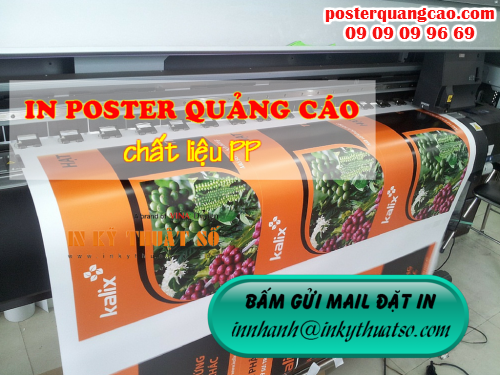 posterquangcao.com
09 09 09 96 69
IN POSTER QUẢNG CÁO
chất liệu PP
IN KỸ THUẬT SỐ
kalix
kalix
kalix
BẤM GỬI MAIL ĐẶT IN
innhanh@inkythuatso.com